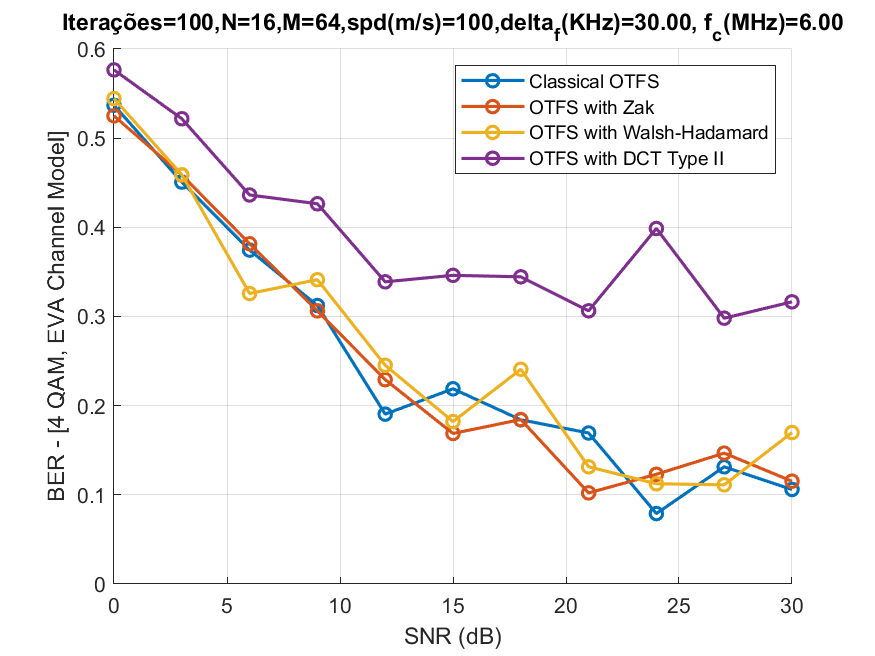 Iterações=100,N=16,M=64,spd(m/s)=100,delta_f(KHz)=30.00, f_c(MHz)=6.00
0.6
0.5
0.4
0.3
0.2
0.1
0
BER - [4 QAM, EVA Channel Model]
Classical OTFS
OTFS with Zak
OTFS with Walsh-Hadamard
OTFS with DCT Type II
0 5 10 15 20 25 30
SNR (dB)